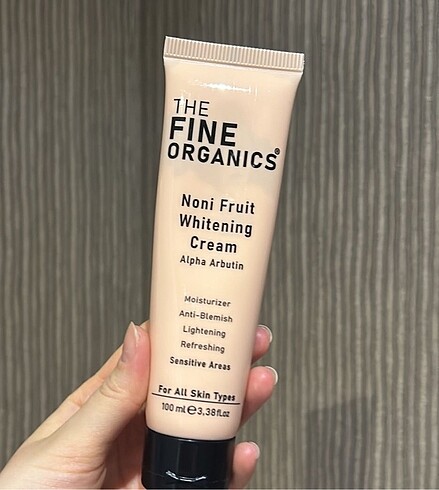 THE
FINE
ORGANICS®
Noni Fruit
Whitening
Cream
Alpha Arbutin
Moisturizer
Anti-Blemish
Lightening
Refreshing
Sensitive Areas
For All Skin Types
100 ml℮3,38fl.oz